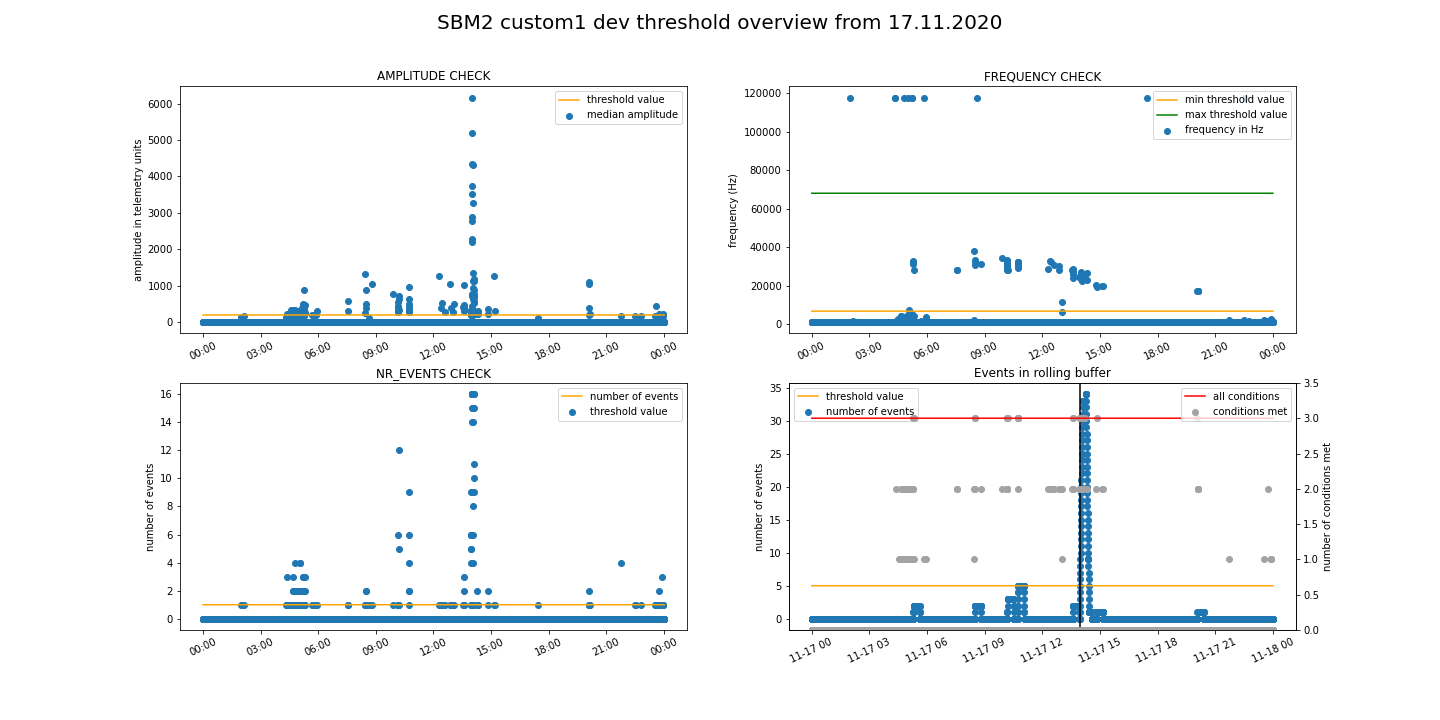 SBM2 custom1 dev threshold overview from 17.11.2020
AMPLITUDE CHECK
threshold value
median amplitude
amplitude in telemetry units
6000
5000
4000
3000
2000
1000
0
00:00 03:00 06:00 09:00 12:00 15:00 18:00 21:00 00:00
FREQUENCY CHECK
min threshold value
max threshold value
frequency in Hz
frequency (Hz)
120000
100000
80000
60000
40000
20000
0
00:00 03:00 06:00 09:00 12:00 15:00 18:00 21:00 00:00
NR_EVENTS CHECK
number of events
threshold value
number of events
16
14
12
10
8
6
4
2
0
00:00 03:00 06:00 09:00 12:00 15:00 18:00 21:00 00:00
Events in rolling buffer
threshold value
number of events
all conditions
conditions met
number of events
35
30
25
20
15
10
5
0
3.5
3.0
2.5
2.0
1.5
1.0
0.5
0.0
number of conditions met
11-17 00 11-17 03 11-17 06 11-17 09 11-17 12 11-17 15 11-17 18 11-17 21 11-18 00